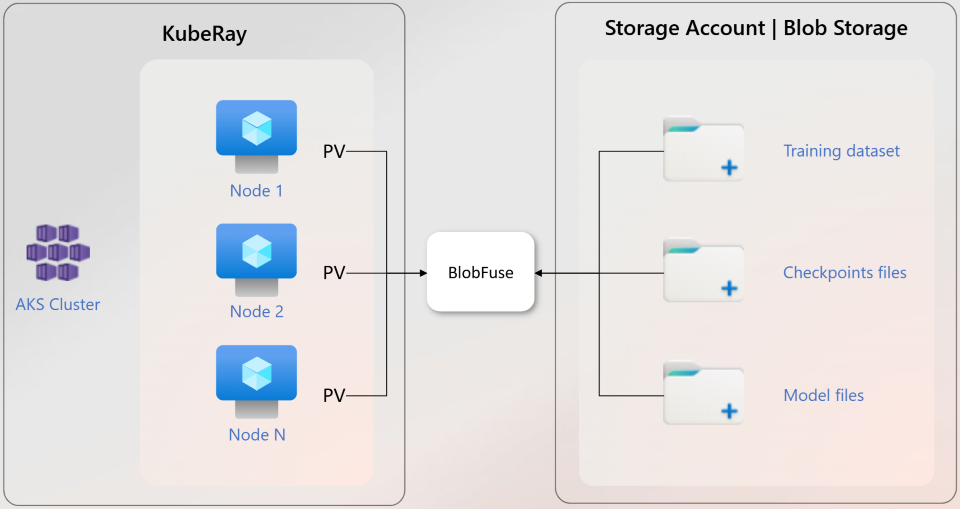 KubeRay
Storage Account | Blob Storage
PV
Node 1
Training dataset
PV
Node 2
AKS Cluster
BlobFuse
Checkpoints files
PV
Node N
Model files